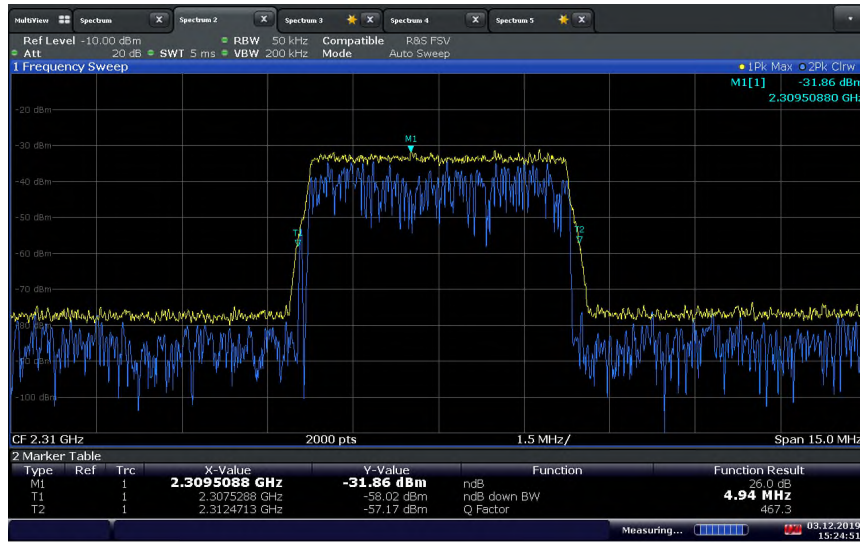 MultiView Spectrum X Spectrum 2 X Spectrum 3 X Spectrum 4 X Spectrum 5 X
Ref Level -10.00 dBm RBW 50 kHz Compatible R&S FSV
Att 20 dB SWT 5 ms VBW 200 kHz Mode Auto Sweep
1 Frequency Sweep 1Pk Max 2Pk Clrw
M1[1] -31.86 dBm
2.30950880 GHz
-20 dBm
M1
-30 dBm
-40 dBm
-50 dBm
T1 T2
-60 dBm
-70 dBm
-80 dBm
-90 dBm
-100 dBm
CF 2.31 GHz 2000 pts 1.5 MHz/ Span 15.0 MHz
2 Marker Table
Type Ref Trc X-Value Y-Value Function Function Result
M1 1 2.3095088 GHz -31.86 dBm ndB 26.0 dB
T1 1 2.3075288 GHz -58.02 dBm ndB down BW 4.94 MHz
T2 1 2.3124713 GHz -57.17 dBm Q Factor 467.3
Measuring... 03.12.2019
15:24:51